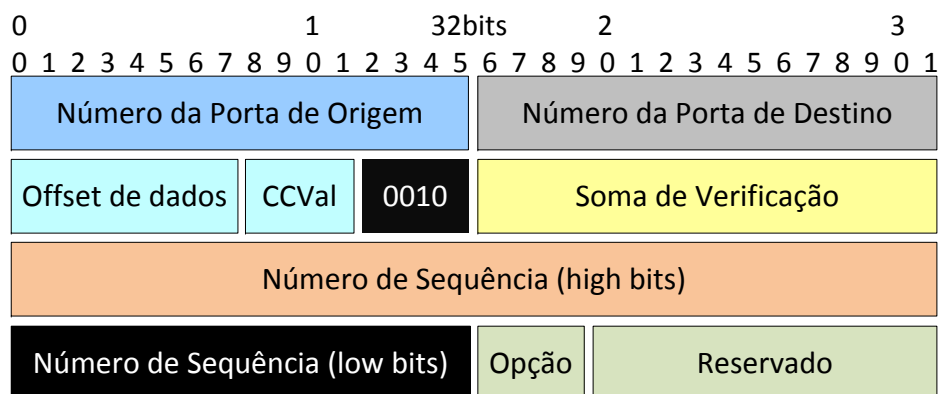 0 1 32bits 2 3
0 1 2 3 4 5 6 7 8 9 0 1 2 3 4 5 6 7 8 9 0 1 2 3 4 5 6 7 8 9 0 1
Número da Porta de Origem Número da Porta de Destino
Offset de dados CCVal 0010 Soma de Verificação
Número de Sequência (high bits)
Número de Sequência (low bits) Opção Reservado